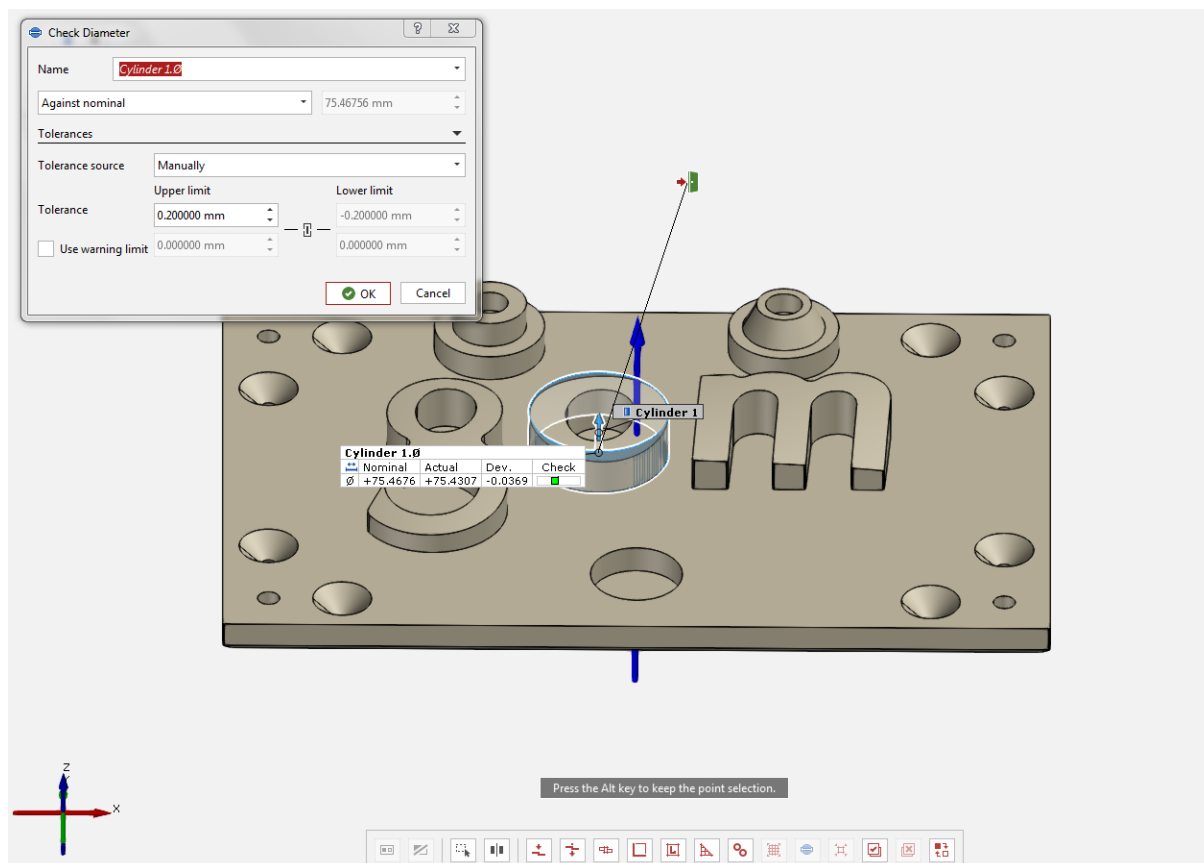 Check Diameter
Name Cylinder 1.Ø
Against nominal 75.46756 mm
Tolerances
Tolerance source Manually
Upper limit Lower limit
Tolerance 0.200000 mm -0.200000 mm
Use warning limit 0.000000 mm 0.000000 mm
OK Cancel
Cylinder 1
Cylinder 1.Ø
Nominal Actual Dev. Check
Ø +75.4676 +75.4307 -0.0369
Press the Alt key to keep the point selection.
Z
X